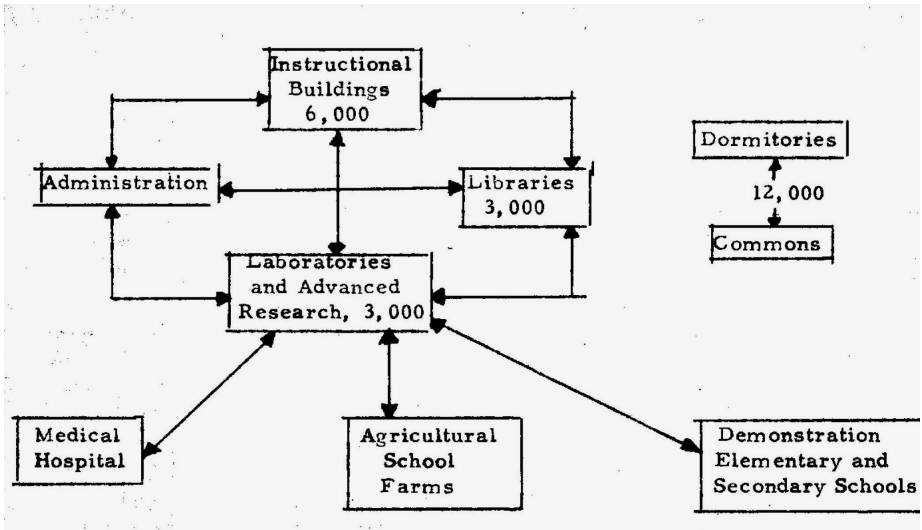 Instructional
Buildings
6,000
Administration
Libraries
3,000
Dormitories
12,000
Commons
Laboratories
and Advanced
Research, 3,000
Medical
Hospital
Agricultural
School
Farms
Demonstration
Elementary and
Secondary Schools